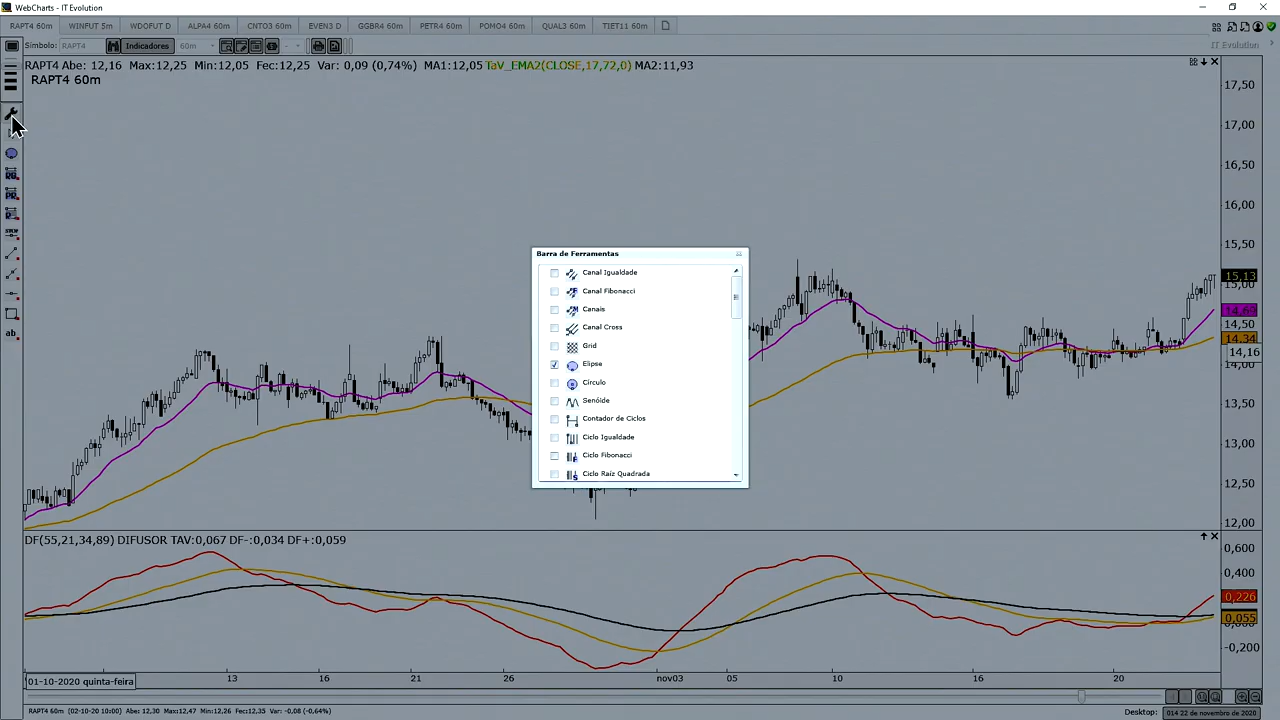 WebCharts - IT Evolution
RAPT4 60m WINFUT 5m WDOFUT D ALPA4 60m CNTO3 60m EVEN3 D GGBR4 60m PETR4 60m POMO4 60m QUAL3 60m TIET11 60m
Símbolo: RAPT4 Indicadores 60m - IT Evolution
RAPT4 Abe: 12,16 Max:12,25 Min:12,05 Fec:12,25 Var: 0,09 (0,74%) MA1:12,05 TaV_EMA2(CLOSE,17,72,0) MA2:11,93
RAPT4 60m
17,50
17,00
16,50
16,00
15,50
15,13
15,00
14,69
14,50
14,34
14,16
14,00
13,50
13,00
12,50
12,00
Barra de Ferramentas
Canal Igualdade
Canal Fibonacci
Canais
Canal Cross
Grid
Elipse
Círculo
Senóide
Contador de Ciclos
Ciclo Igualdade
Ciclo Fibonacci
Ciclo Raíz Quadrada
ab
DF(55,21,34,89) DIFUSOR TAV:0,067 DF-:0,034 DF+:0,059
0,600
0,400
0,226
0,055
-0,200
01-10-2020 quinta-feira 13 16 21 26 nov03 05 10 16 20
RAPT4 60m (02-10-20 10:00) Abe: 12,30 Max:12,47 Min:12,26 Fec:12,35 Var: -0,08 (-0,64%)
Desktop: 014 22 de novembro de 2020